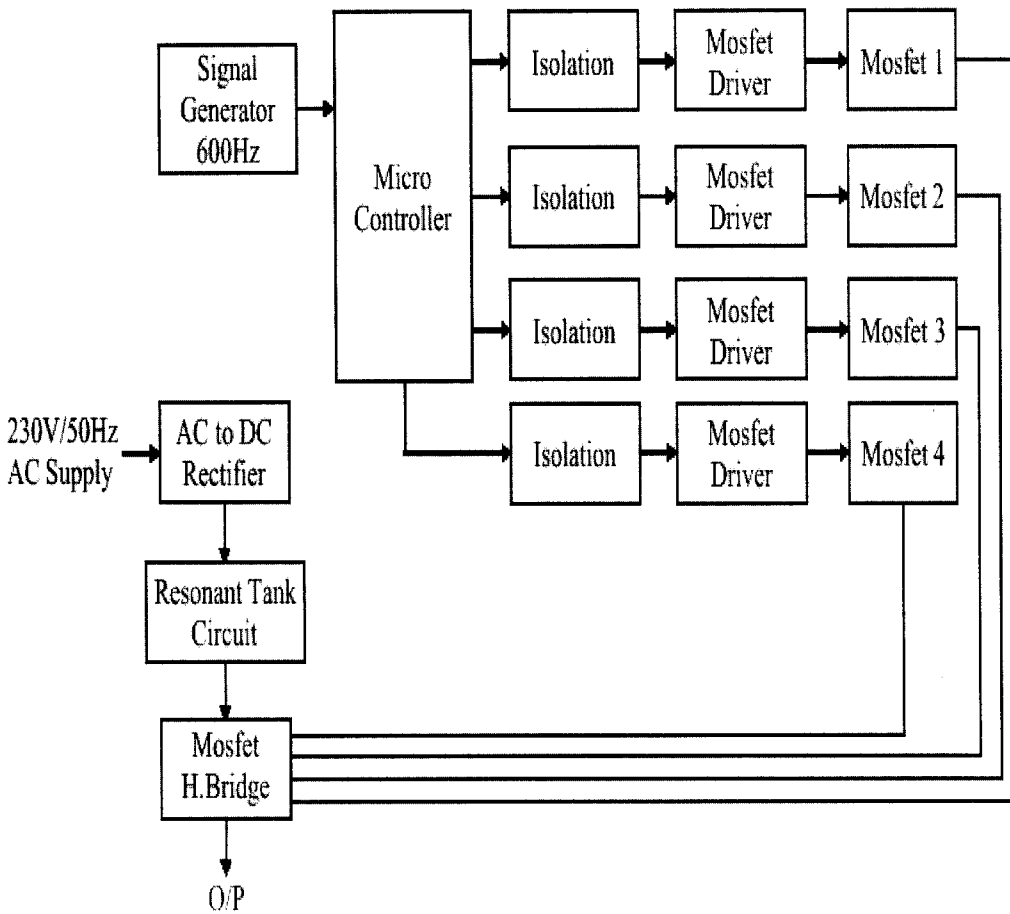 Signal
Generator
600Hz
Micro
Controller
Isolation
Mosfet
Driver
Mosfet 1
Isolation
Mosfet
Driver
Mosfet 2
Isolation
Mosfet
Driver
Mosfet 3
Isolation
Mosfet
Driver
Mosfet 4
230V/50Hz
AC Supply
AC to DC
Rectifier
Resonant Tank
Circuit
Mosfet
H.Bridge
O/P